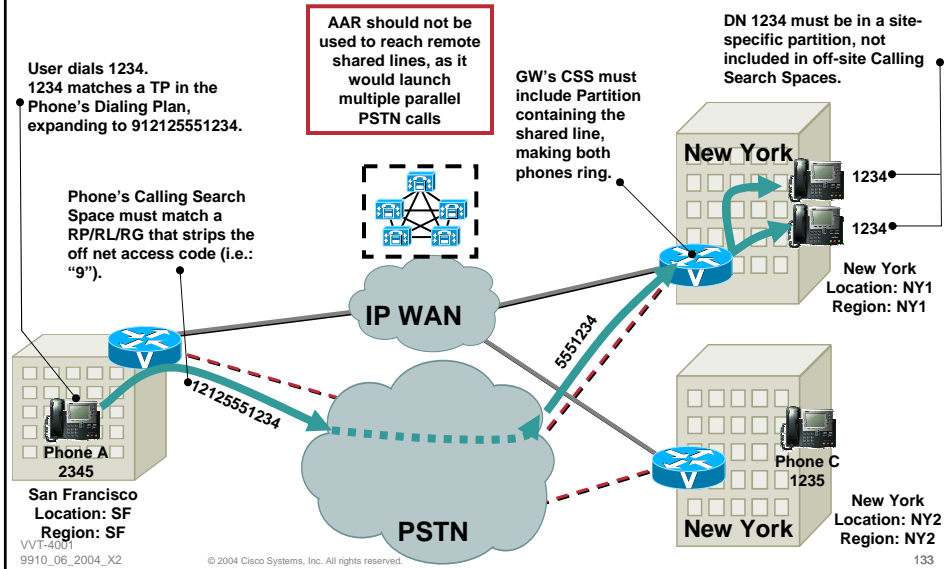 AAR should not be
used to reach remote
shared lines, as it
would launch
multiple parallel
PSTN calls
DN 1234 must be in a site-
specific partition, not
included in off-site Calling
Search Spaces.
User dials 1234.
1234 matches a TP in the
Phone's Dialing Plan,
expanding to 912125551234.
GW's CSS must
include Partition
containing the
shared line,
making both
phones ring.
Phone's Calling Search
Space must match a
RP/RL/RG that strips the
off net access code (i.e.:
“9”).
New York
1234
1234
New York
Location: NY1
Region: NY1
IP WAN
V
V
5551234
12125551234
Phone A
2345
San Francisco
Location: SF
Region: SF
PSTN
V
Phone C
1235
New York
New York
Location: NY2
Region: NY2
VVT-4001
9910_06_2004_X2
© 2004 Cisco Systems, Inc. All rights reserved.
133